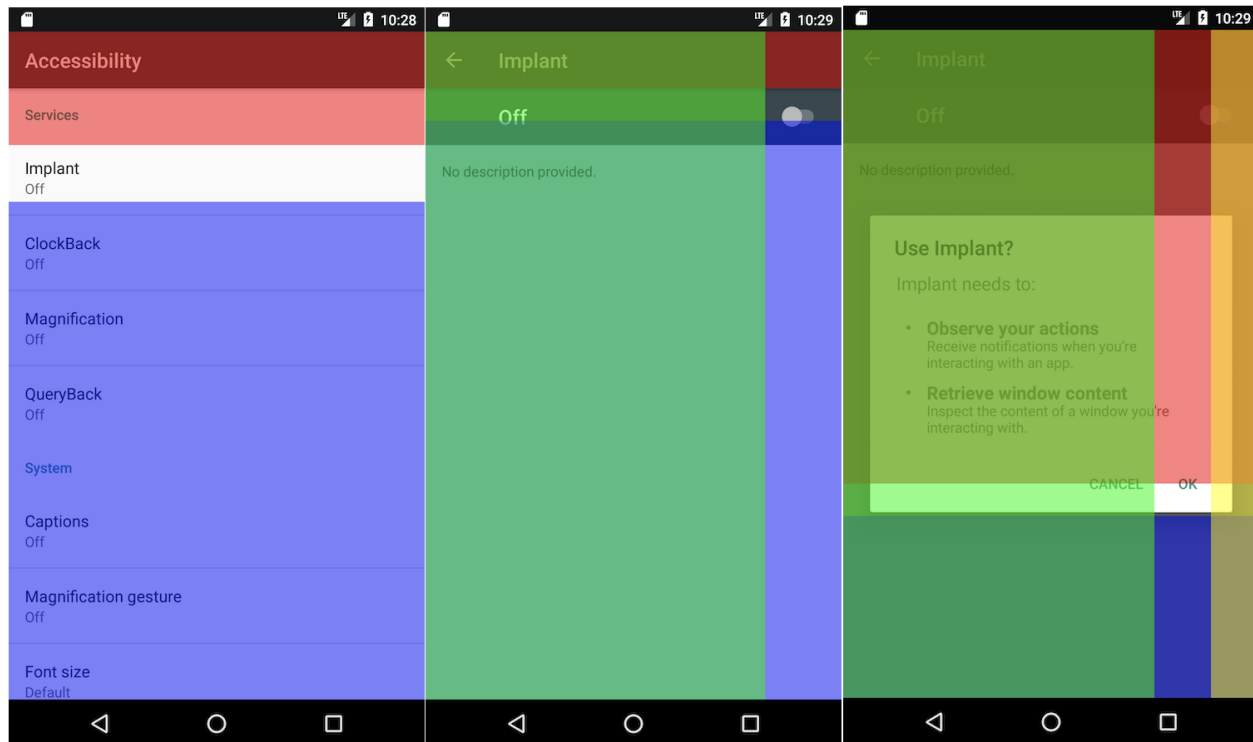 LTE 10:28
Accessibility
Services
Implant
Off
ClockBack
Off
Magnification
Off
QueryBack
Off
System
Captions
Off
Magnification gesture
Off
Font size
Default
LTE 10:29
Implant
Off
No description provided.
LTE 10:29
Implant
Off
No description provided.
Use Implant?
Implant needs to:
• Observe your actions
Receive notifications when you're
interacting with an app.
• Retrieve window content
Inspect the content of a window you're
interacting with.
CANCEL OK